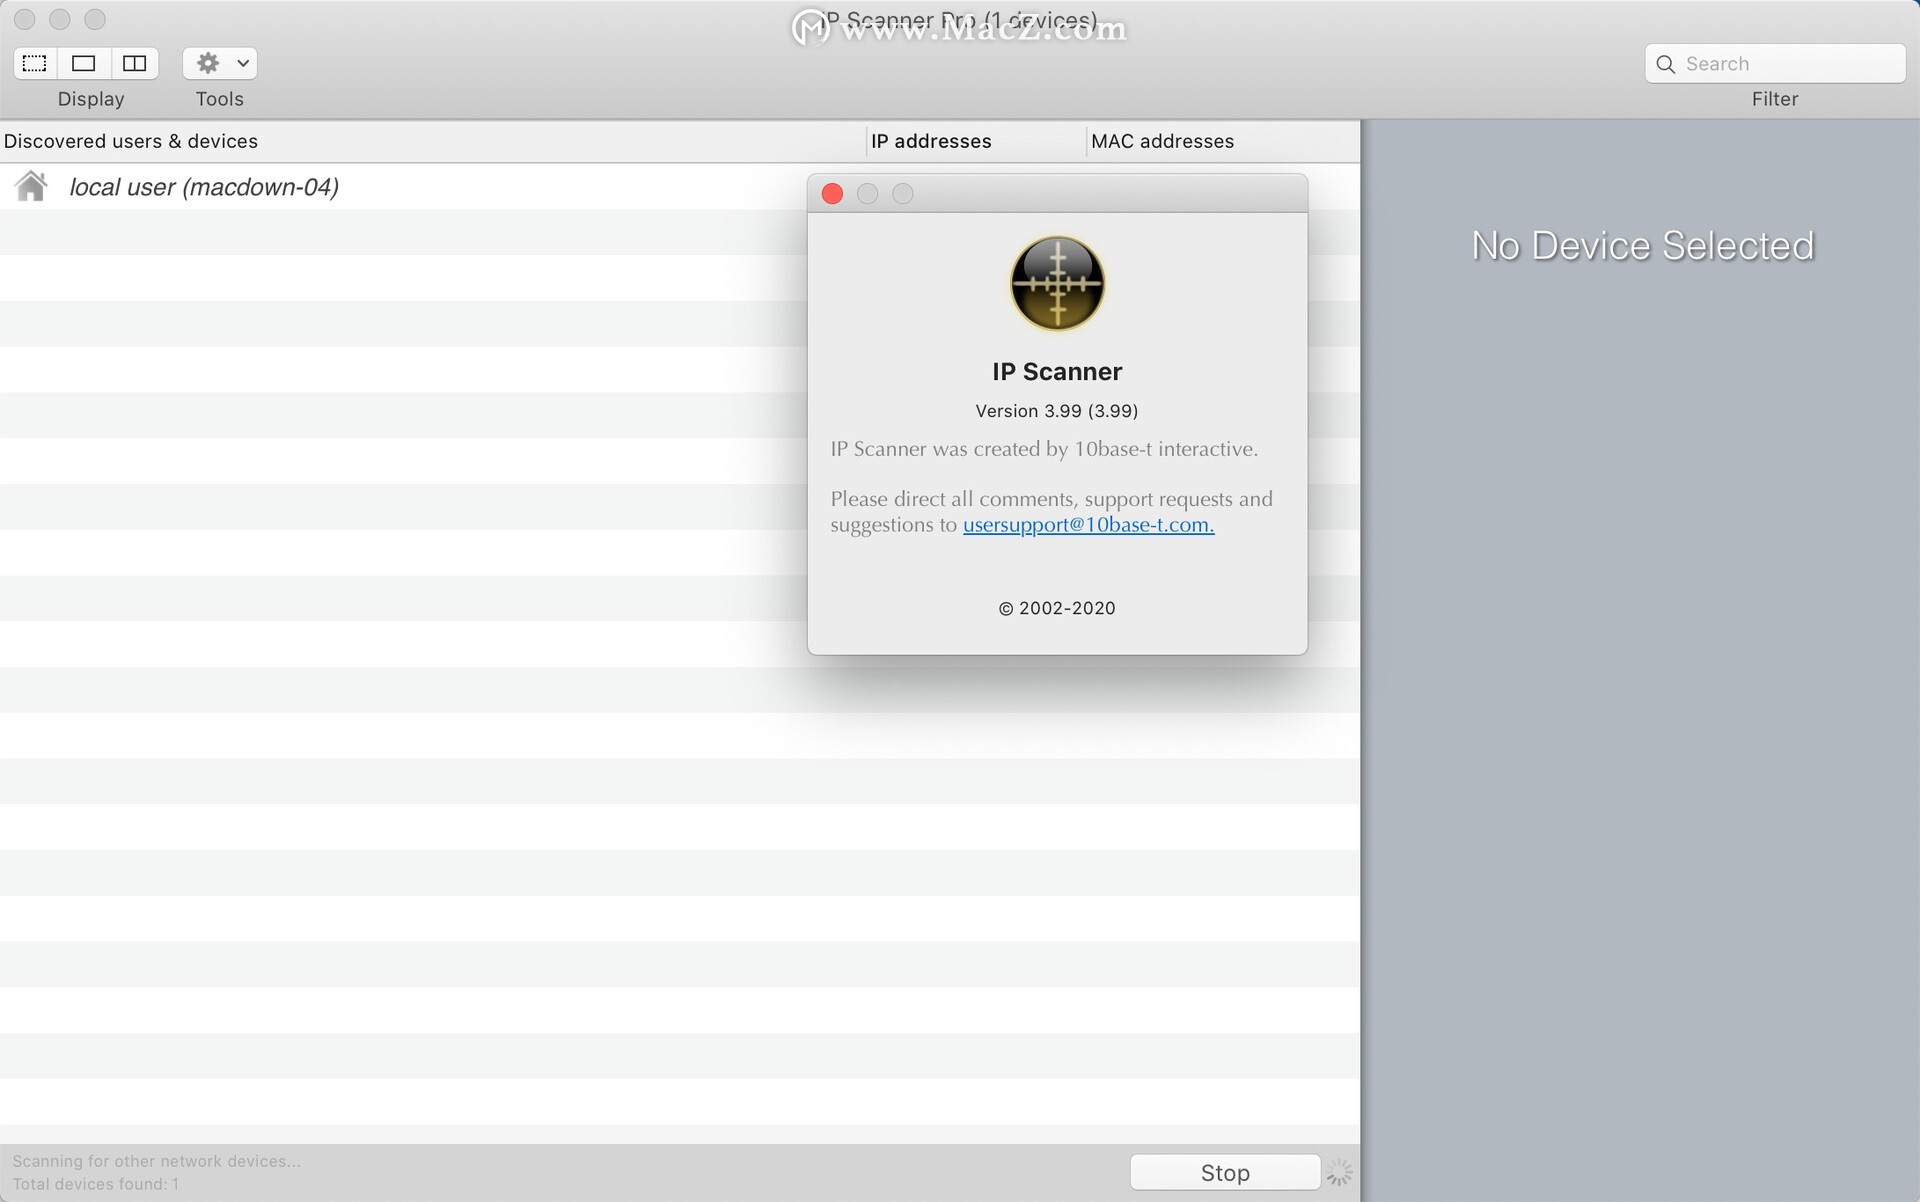 IP Scanner Pro (1 devices)
www.MacZ.com
Display
Tools
Search
Filter
Discovered users & devices
IP addresses
MAC addresses
local user (macdown-04)
No Device Selected
IP Scanner
Version 3.99 (3.99)
IP Scanner was created by 10base-t interactive.
Please direct all comments, support requests and
suggestions to usersupport@10base-t.com.
© 2002-2020
Scanning for other network devices...
Total devices found: 1
Stop